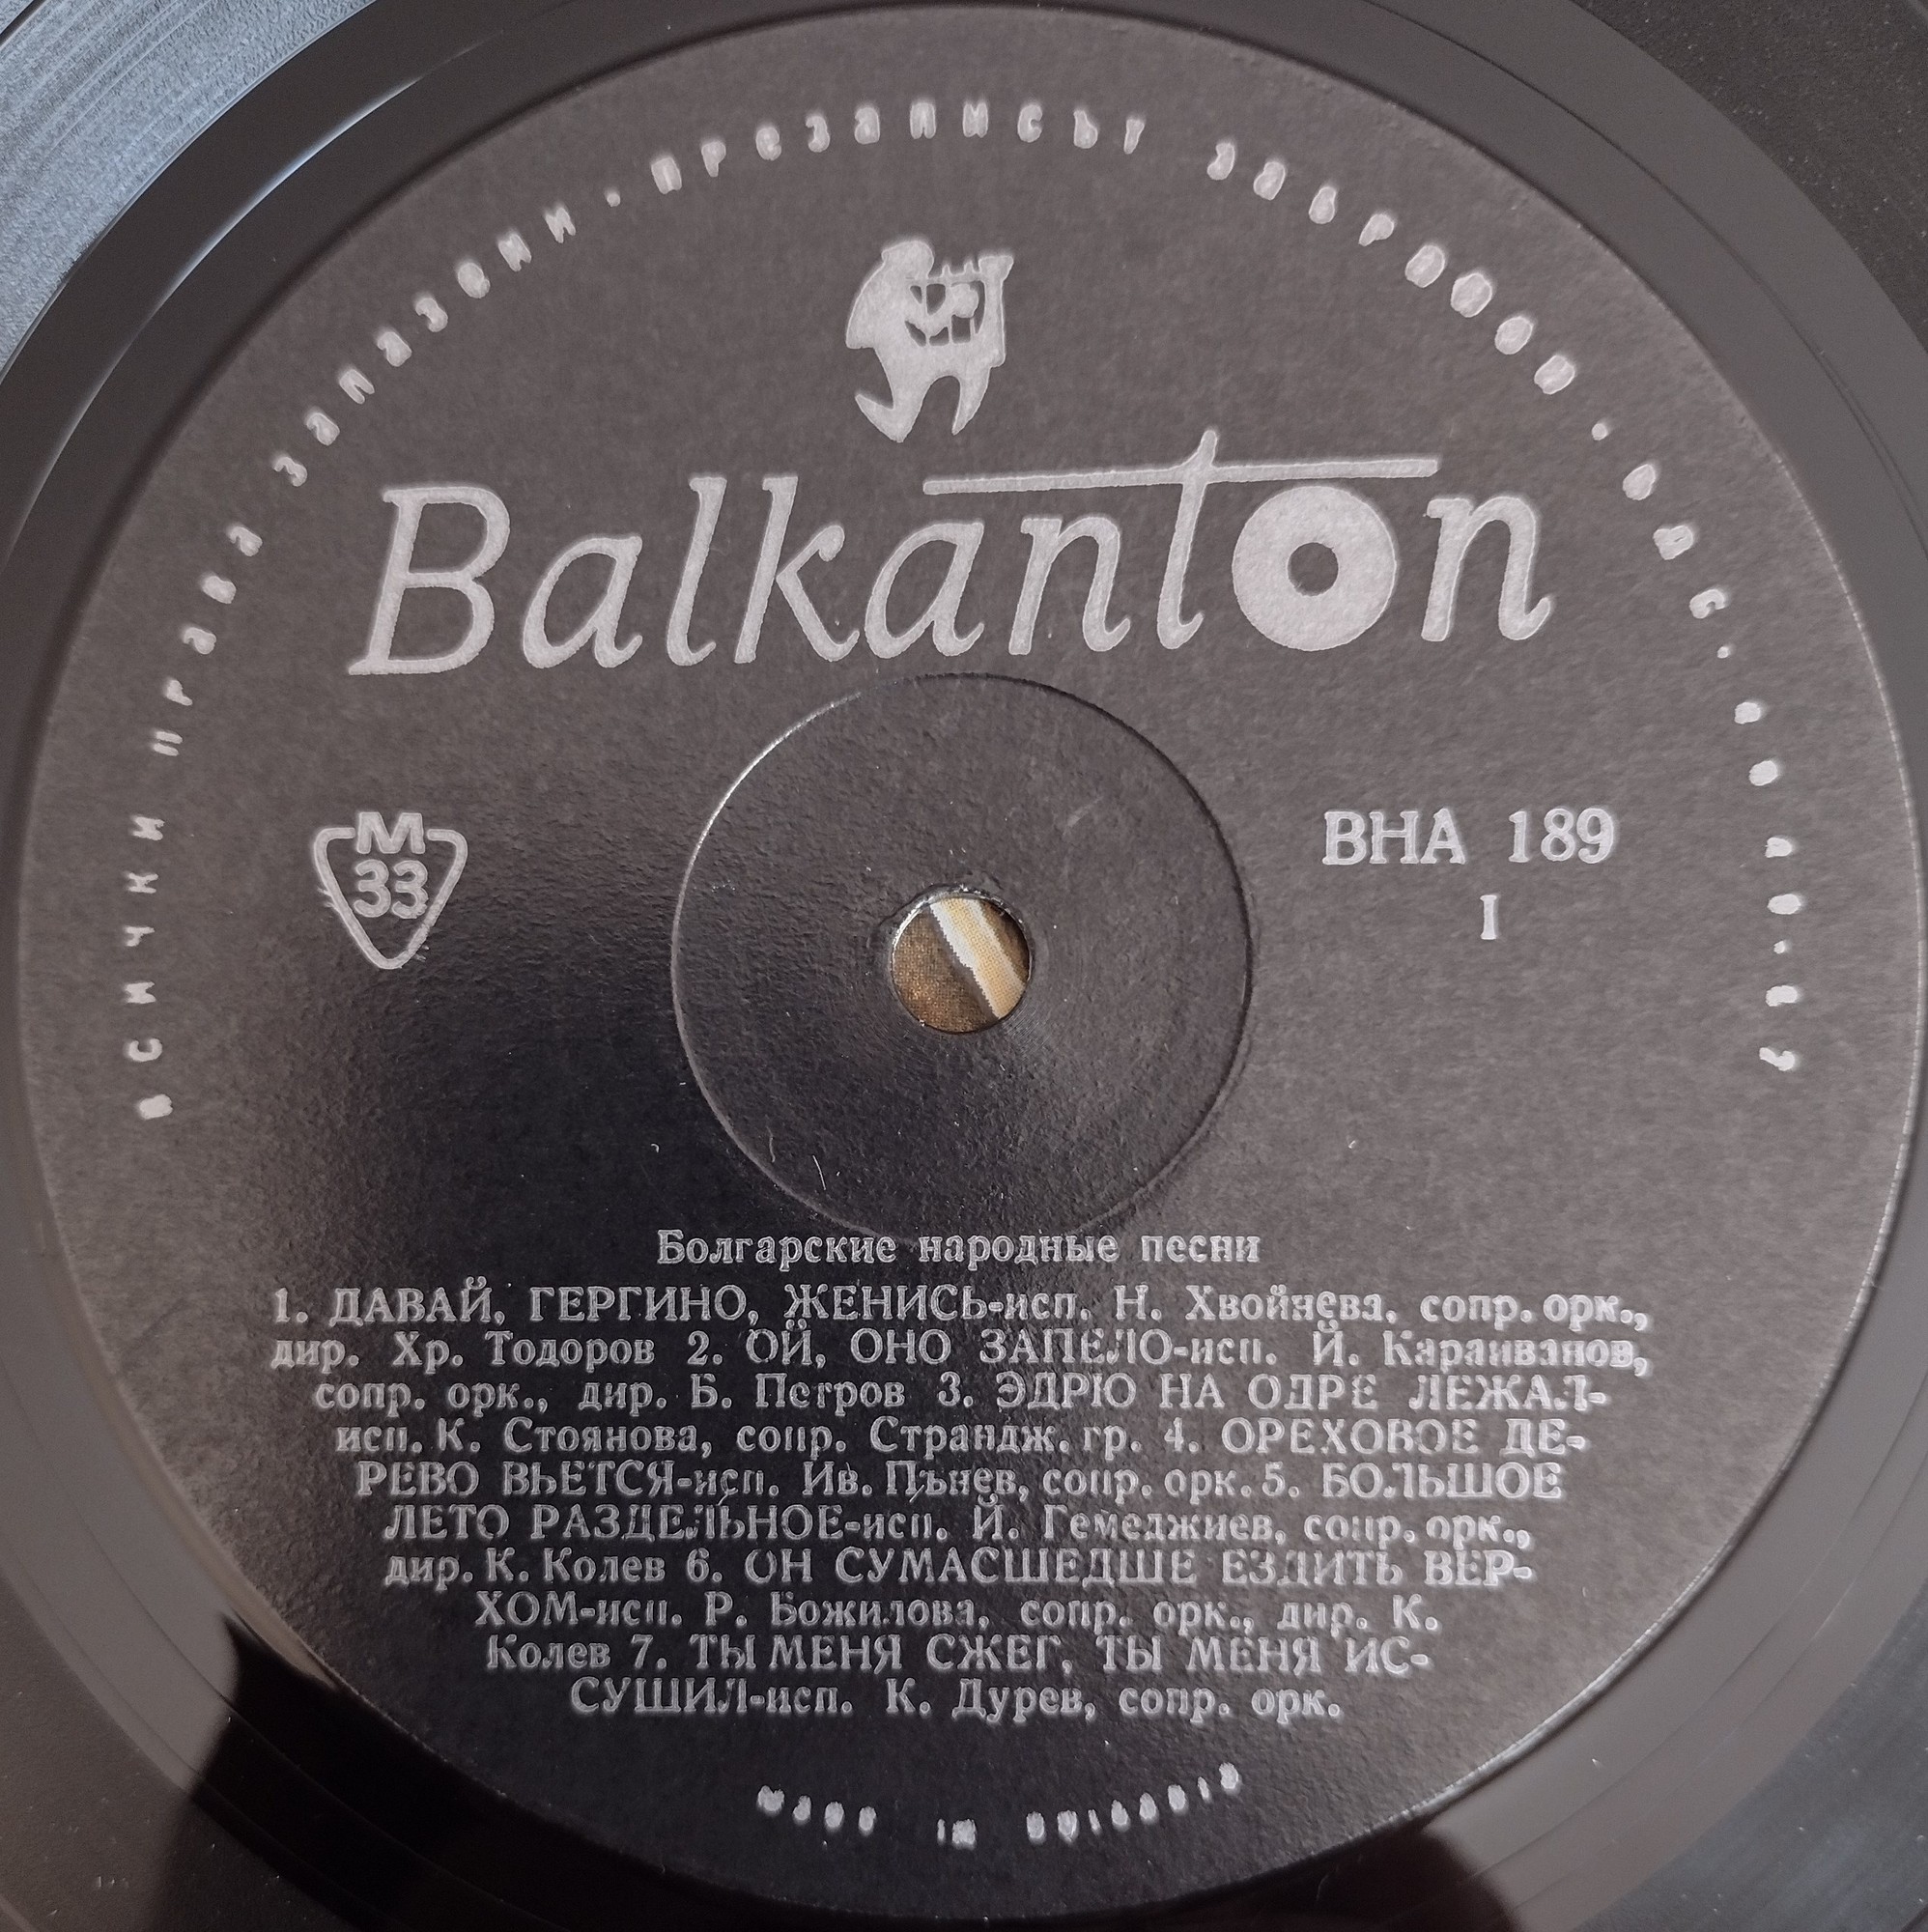 всички права запазени · презаписът забранен ·
Balkanton
М
33
ВНА 189
I
Болгарские народные песни
1. ДАВАЙ, ГЕРГИНО, ЖЕНИСЬ-исп. Н. Хвойнева, сопр. орк.,
дир. Хр. Тодоров 2. ОЙ, ОНО ЗАПЕЛО-исп. Й. Караиванов,
сопр. орк., дир. Б. Петров 3. ЭДРЮ НА ОДРЕ ЛЕЖАЛ-
исп. К. Стоянова, сопр. Странdж. гр. 4. ОРЕХОВОЕ ДЕ-
РЕВО ВЬЕТСЯ-исп. Ив. Пънев, сопр. орк. 5. БОЛЬШОЕ
ЛЕТО РАЗДЕЛЬНОЕ-исп. Й. Гемеджиев, сопр. орк.,
дир. К. Колев 6. ОН СУМАСШЕДШЕ ЕЗДИТЬ ВЕР-
ХОМ-исп. Р. Божилова, сопр. орк., дир. К.
Колев 7. ТЫ МЕНЯ СЖЕГ, ТЫ МЕНЯ ИС-
СУШИЛ-исп. К. Дурев, сопр. орк.
made in bulgaria